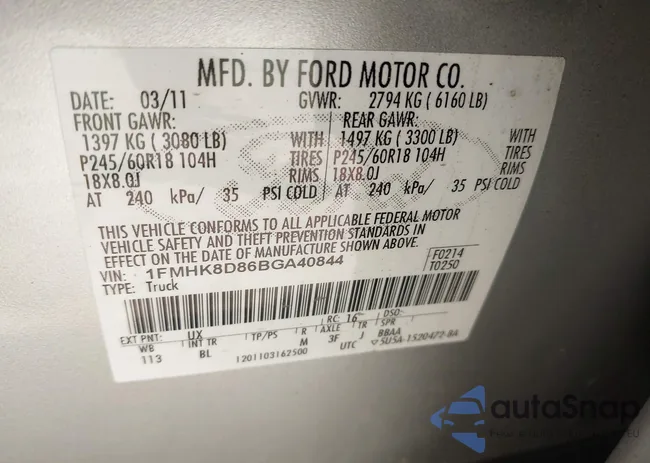 MFD. BY FORD MOTOR CO.
DATE: 03/11 GVWR: 2794 KG ( 6160 LB)
FRONT GAWR: REAR GAWR:
1397 KG ( 3080 LB) WITH 1497 KG ( 3300 LB) WITH
P245/60R18 104H TIRES P245/60R18 104H TIRES
18X8.0J RIMS 18X8.0J RIMS
AT 240 kPa/ 35 PSI COLD AT 240 kPa/ 35 PSI COLD
THIS VEHICLE CONFORMS TO ALL APPLICABLE FEDERAL MOTOR
VEHICLE SAFETY AND THEFT PREVENTION STANDARDS IN
EFFECT ON THE DATE OF MANUFACTURE SHOWN ABOVE.
VIN: 1FMHK8D86BGA40844 F0214
TYPE: Truck T0250
EXT PNT: UX RC: 16 DSO:
WB INT TR TP/PS R AXLE TR SPR
113 BL M 3F J BBAA
1201103162500 UTC 5U5A-1520472-BA
autoSnap